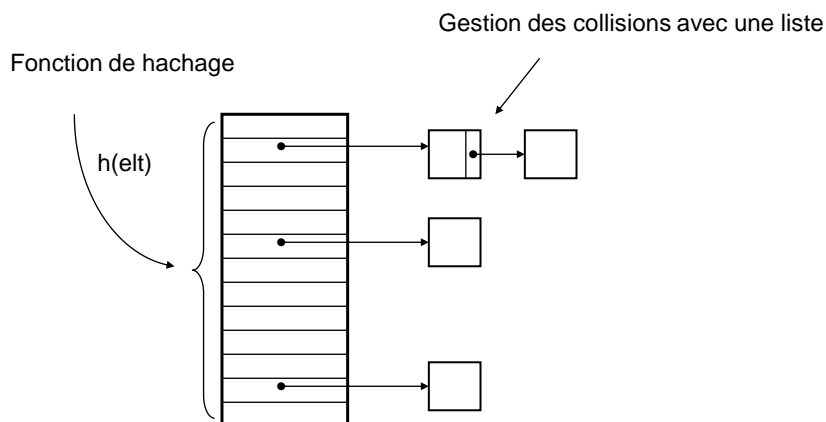 Gestion des collisions avec une liste
Fonction de hachage
h(elt)